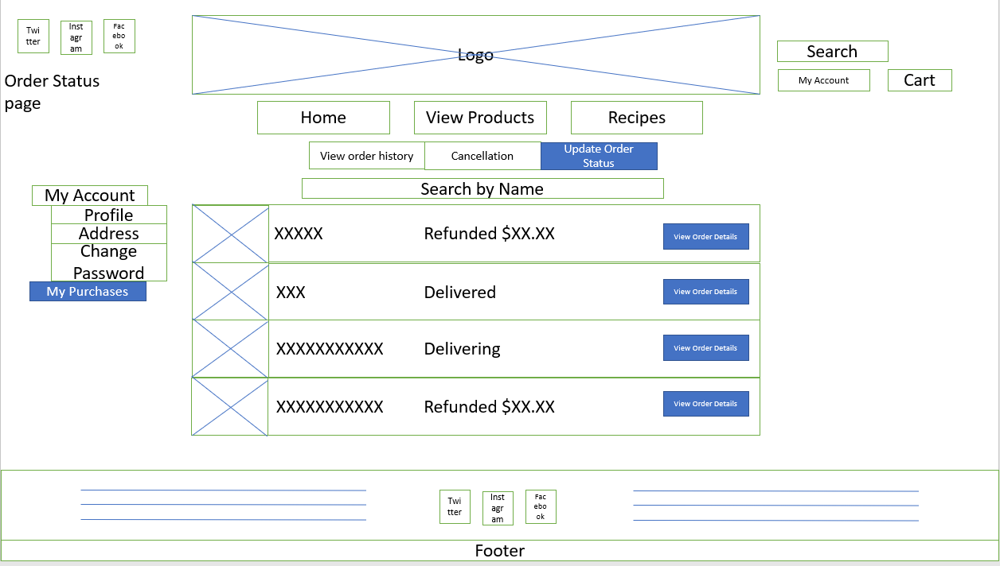 Twi
tter
Inst
agr
am
Fac
ebo
ok
Logo
Search
My Account
Cart
Order Status
page
Home
View Products
Recipes
View order history
Cancellation
Update Order
Status
Search by Name
My Account
Profile
Address
Change
Password
My Purchases
XXXXX
Refunded $XX.XX
View Order Details
XXX
Delivered
View Order Details
XXXXXXXXXXX
Delivering
View Order Details
XXXXXXXXXXX
Refunded $XX.XX
View Order Details
Twi
tter
Inst
agr
am
Fac
ebo
ok
Footer